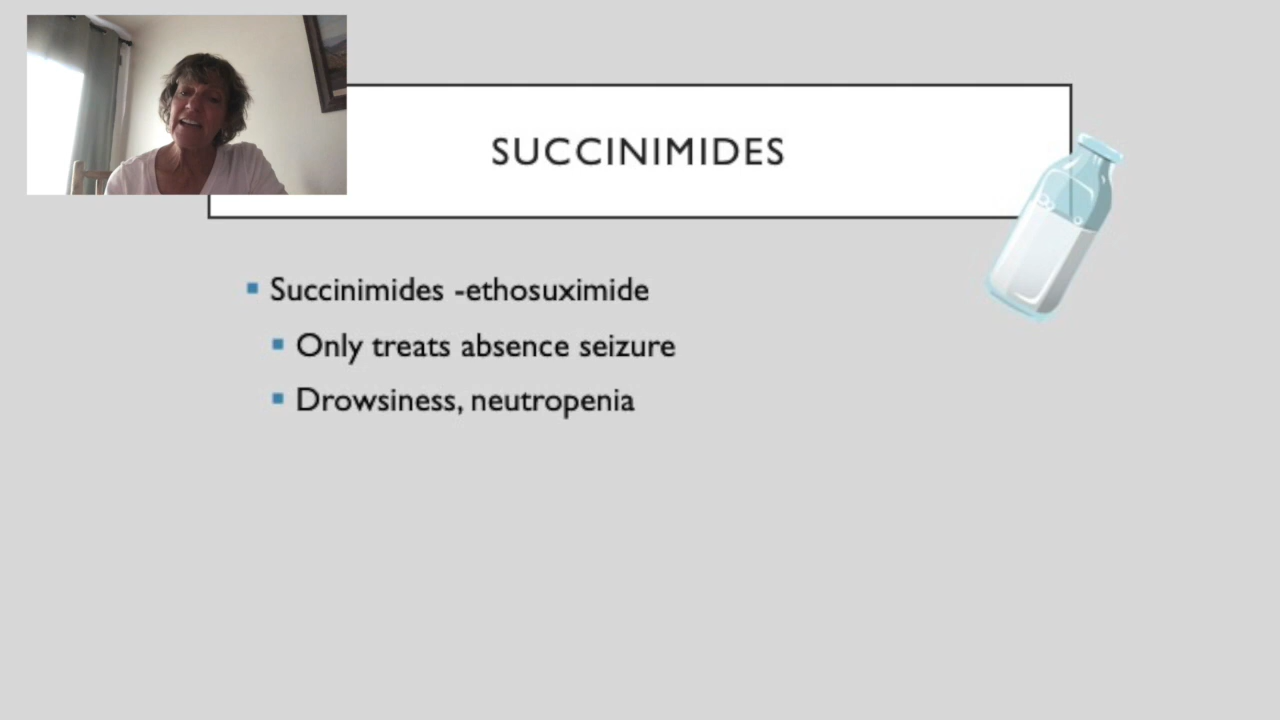 SUCCINIMIDES
Succinimides -ethosuximide
Only treats absence seizure
Drowsiness, neutropenia